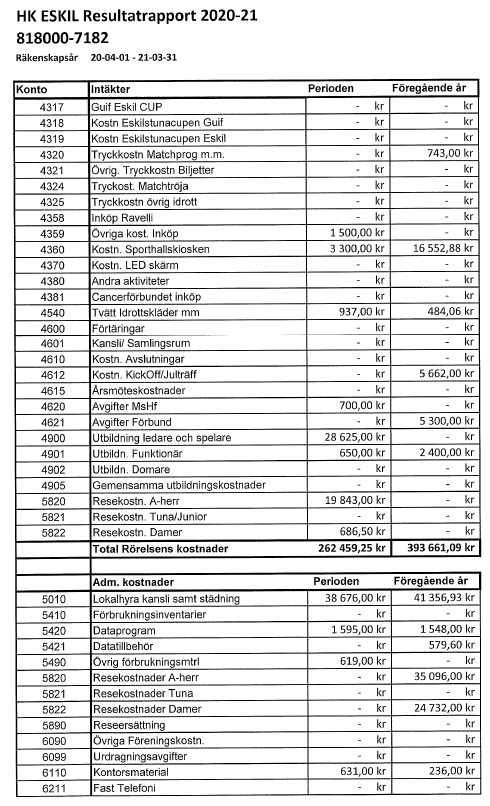 HK ESKIL Resultatrapport 2020-21
818000-7182
Räkenskapsår 20-04-01 - 21-03-31
Konto Intäkter Perioden Föregående år
4317 Guif Eskil CUP - kr - kr
4318 Kostn Eskilstunacupen Guif - kr - kr
4319 Kostn Eskilstunacupen Eskil - kr - kr
4320 Tryckkostn Matchprog m.m. - kr 743,00 kr
4321 Övrig. Tryckkostn Biljetter - kr - kr
4324 Tryckost. Matchtröja - kr - kr
4325 Tryckkostn övrig idrott - kr - kr
4358 Inköp Ravelli - kr - kr
4359 Övriga kost. Inköp 1 500,00 kr - kr
4360 Kostn. Sporthallskiosken 3 300,00 kr 16 552,88 kr
4370 Kostn. LED skärm - kr - kr
4380 Andra aktiviteter - kr - kr
4381 Cancerförbundet inköp - kr - kr
4540 Tvätt Idrottskläder mm 937,00 kr 484,06 kr
4600 Förtäringar - kr - kr
4601 Kansli/ Samlingsrum - kr - kr
4610 Kostn. Avslutningar - kr - kr
4612 Kostn. KickOff/Julträff - kr 5 662,00 kr
4615 Årsmöteskostnader - kr - kr
4620 Avgifter MsHf 700,00 kr - kr
4621 Avgifter Förbund - kr 5 300,00 kr
4900 Utbildning ledare och spelare 28 625,00 kr - kr
4901 Utbildn. Funktionär 650,00 kr 2 400,00 kr
4902 Utbildn. Domare - kr - kr
4905 Gemensamma utbildningskostnader - kr - kr
5820 Resekostn. A-herr 19 843,00 kr - kr
5821 Resekostn. Tuna/Junior - kr - kr
5822 Resekostn. Damer 686,50 kr - kr
Total Rörelsens kostnader 262 459,25 kr 393 661,09 kr
Adm. kostnader Perioden Föregående år
5010 Lokalhyra kansli samt städning 38 676,00 kr 41 356,93 kr
5410 Förbrukningsinventarier - kr - kr
5420 Dataprogram 1 595,00 kr 1 548,00 kr
5421 Datatillbehör - kr 579,60 kr
5490 Övrig förbrukningsmtrl 619,00 kr - kr
5820 Resekostnader A-herr - kr 35 096,00 kr
5821 Resekostnader Tuna - kr - kr
5822 Resekostnader Damer - kr 24 732,00 kr
5890 Reseersättning - kr - kr
6090 Övriga Föreningskostn. - kr - kr
6099 Urdragningsavgifter - kr - kr
6110 Kontorsmaterial 631,00 kr 236,00 kr
6211 Fast Telefoni - kr - kr